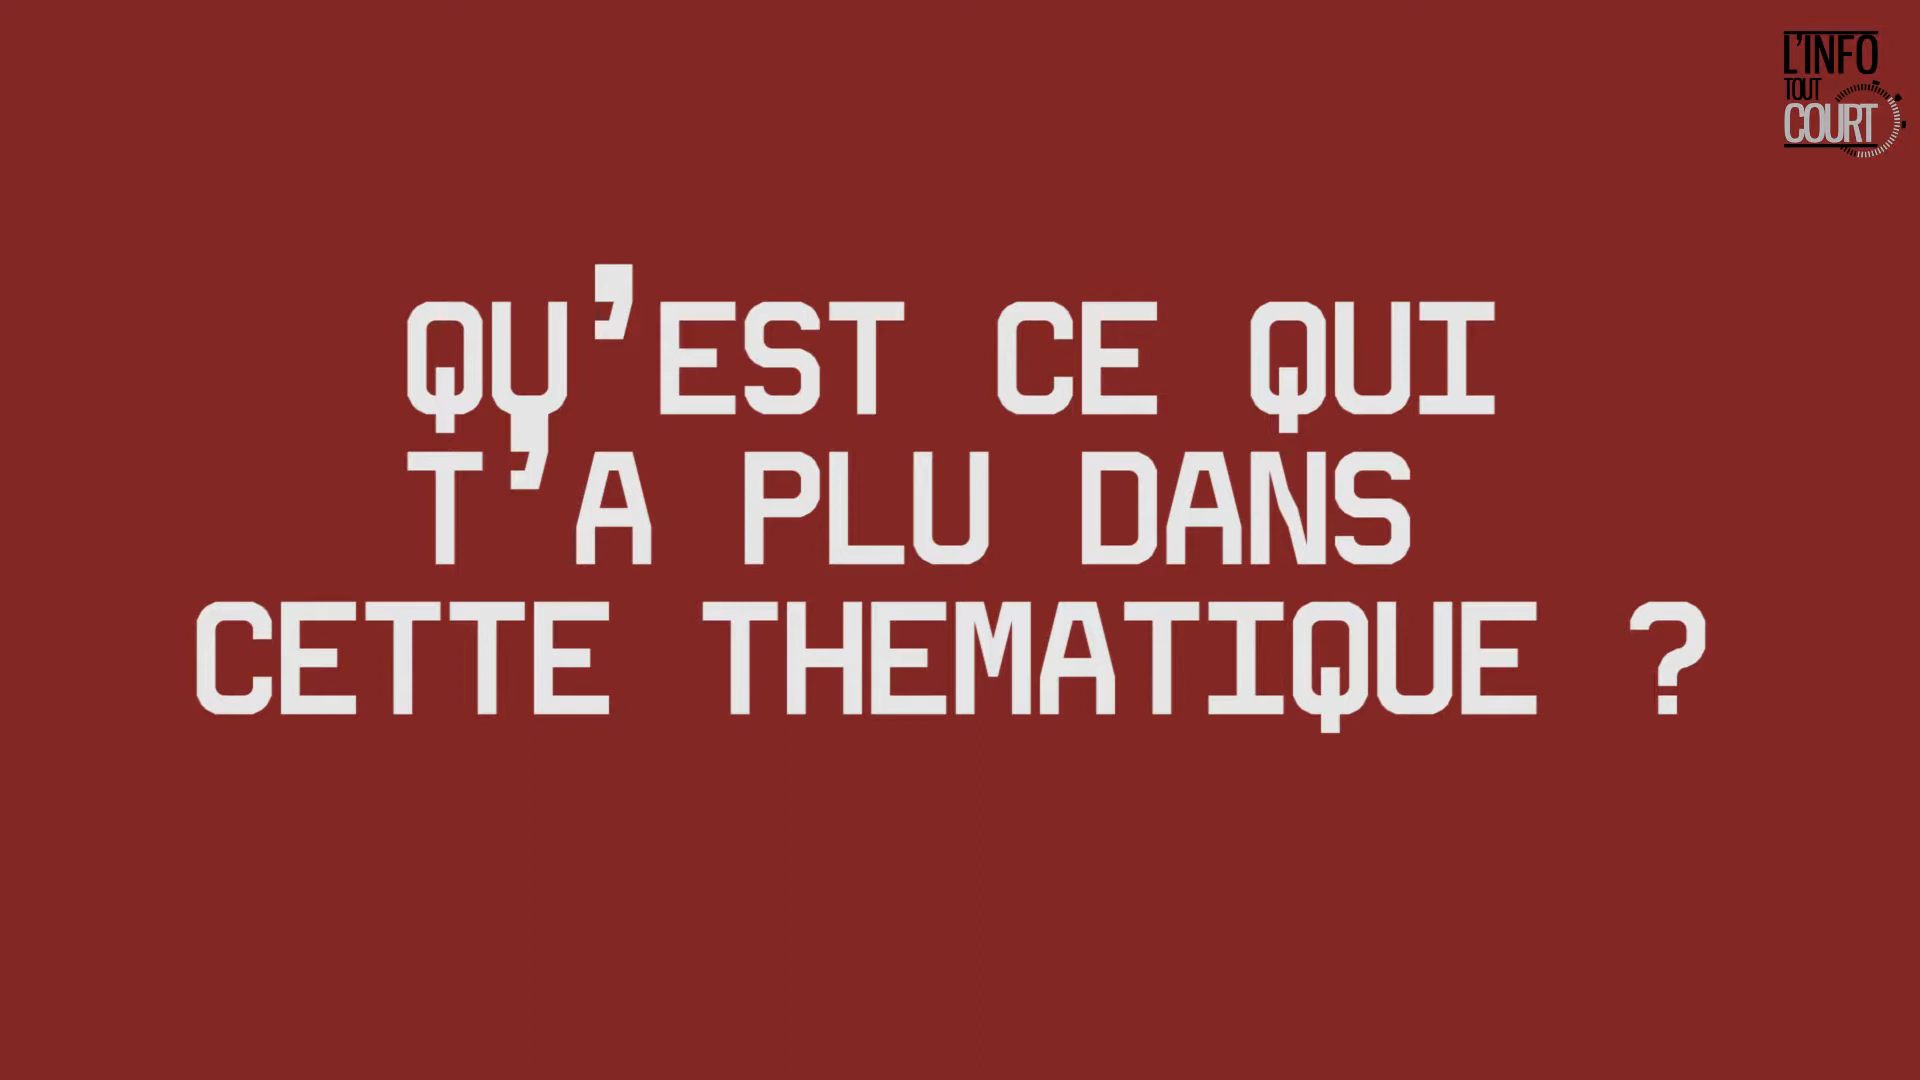 L'INFO
TOUT
COURT
QU'EST CE QUI
T'A PLU DANS
CETTE THEMATIQUE ?